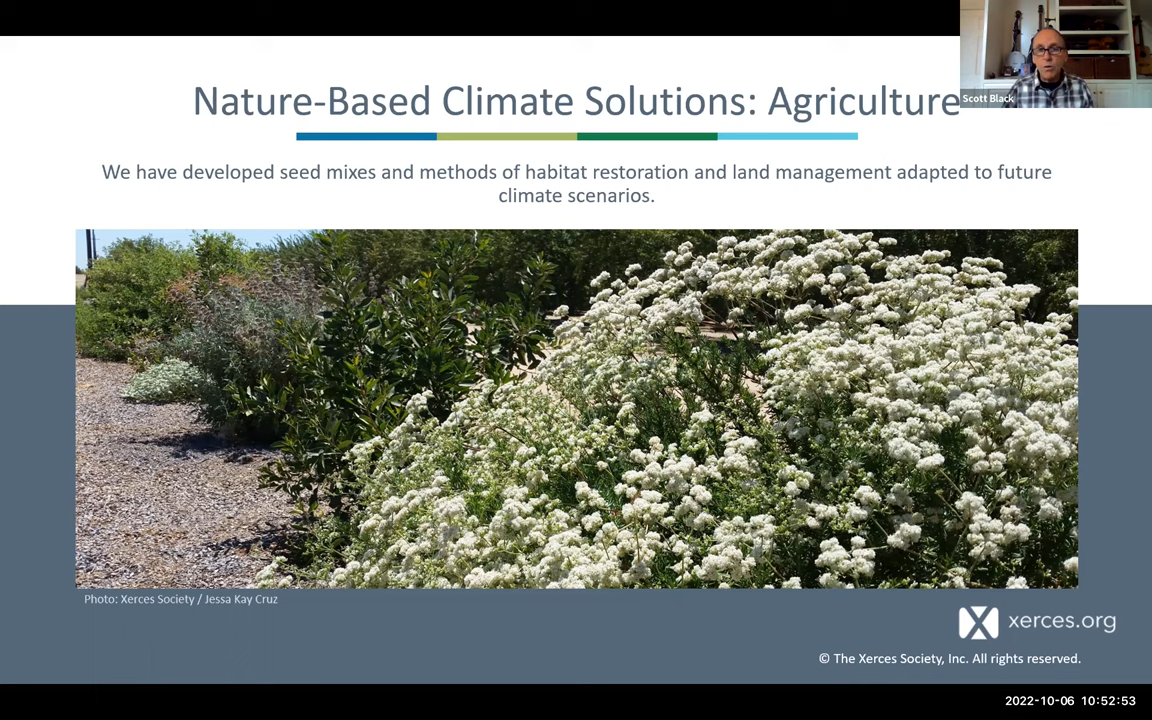 Scott Black
Nature-Based Climate Solutions: Agriculture
We have developed seed mixes and methods of habitat restoration and land management adapted to future
climate scenarios.
Photo: Xerces Society / Jessa Kay Cruz
xerces.org
© The Xerces Society, Inc. All rights reserved.
2022-10-06 10:52:53